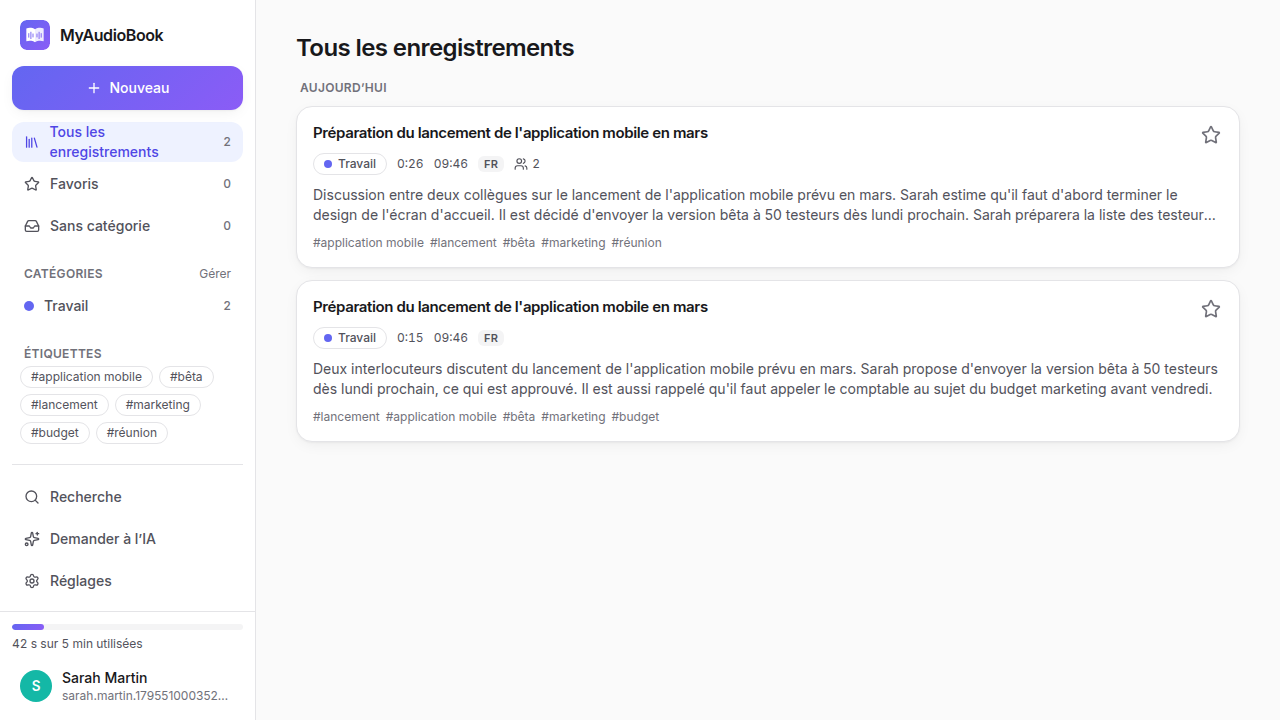 MyAudioBook
Nouveau
Tous les
enregistrements
2
Favoris
0
Sans catégorie
0
CATÉGORIES
Gérer
Travail
2
ÉTIQUETTES
#application mobile
#bêta
#lancement
#marketing
#budget
#réunion
Recherche
Demander à l’IA
Réglages
42 s sur 5 min utilisées
S
Sarah Martin
sarah.martin.179551000352...
Tous les enregistrements
AUJOURD’HUI
Préparation du lancement de l'application mobile en mars
Travail 0:26 09:46 FR 2
Discussion entre deux collègues sur le lancement de l'application mobile prévu en mars. Sarah estime qu'il faut d'abord terminer le
design de l'écran d'accueil. Il est décidé d'envoyer la version bêta à 50 testeurs dès lundi prochain. Sarah préparera la liste des testeur...
#application mobile #lancement #bêta #marketing #réunion
Préparation du lancement de l'application mobile en mars
Travail 0:15 09:46 FR
Deux interlocuteurs discutent du lancement de l'application mobile prévu en mars. Sarah propose d'envoyer la version bêta à 50 testeurs
dès lundi prochain, ce qui est approuvé. Il est aussi rappelé qu'il faut appeler le comptable au sujet du budget marketing avant vendredi.
#lancement #application mobile #bêta #marketing #budget